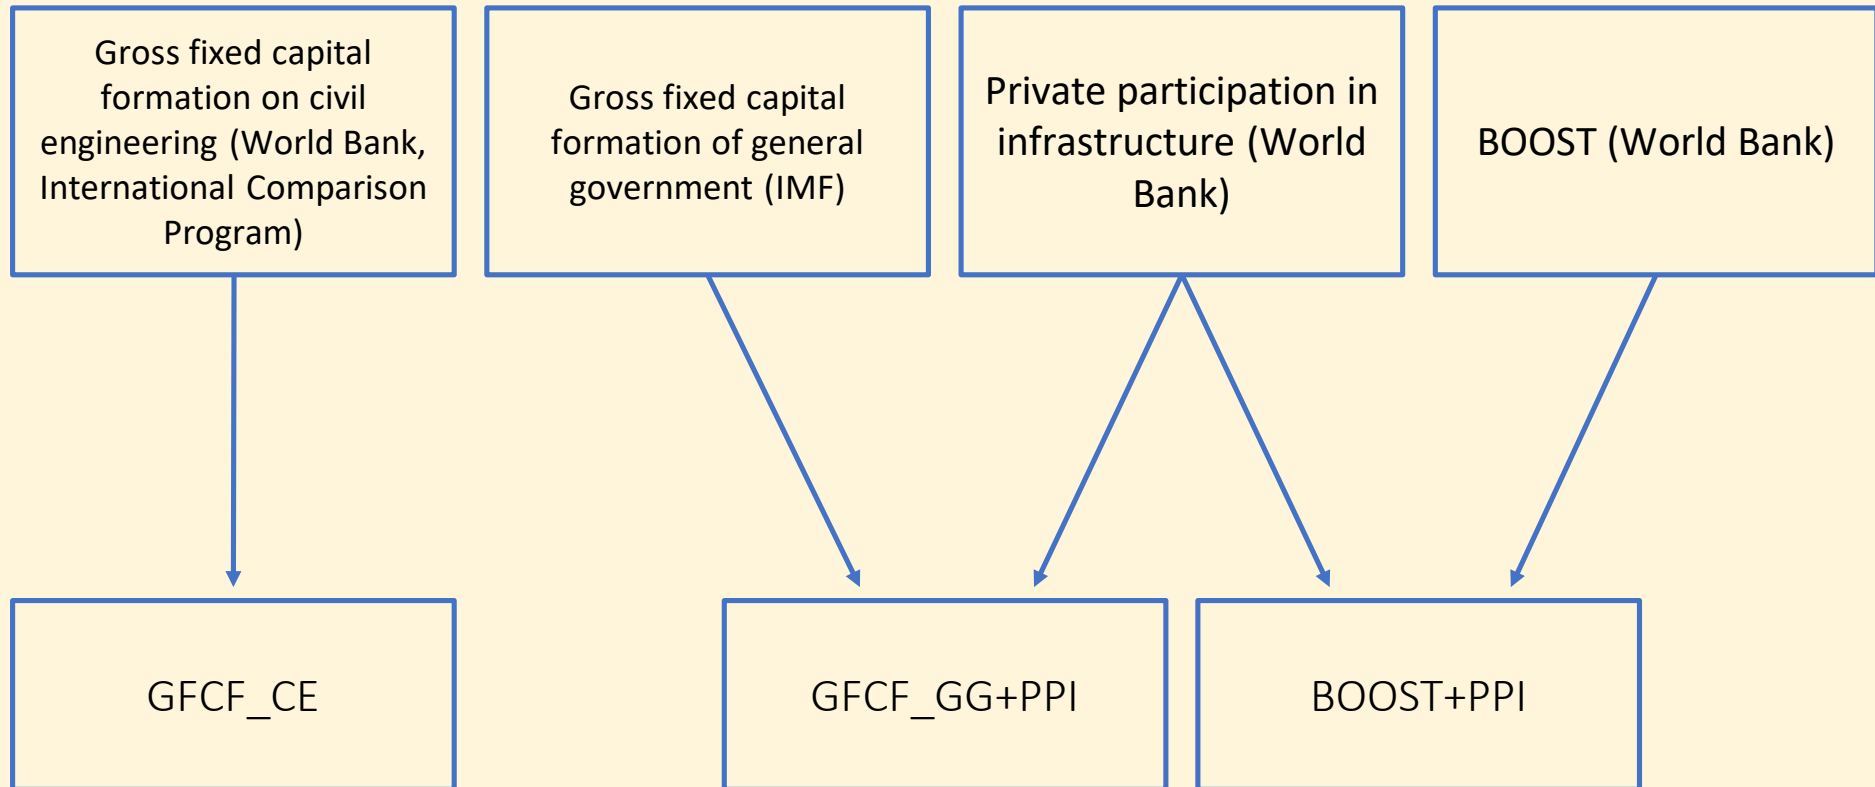 Gross fixed capital
formation on civil
engineering (World Bank,
International Comparison
Program)
Gross fixed capital
formation of general
government (IMF)
Private participation in
infrastructure (World
Bank)
BOOST (World Bank)
GFCF_CE
GFCF_GG+PPI
BOOST+PPI